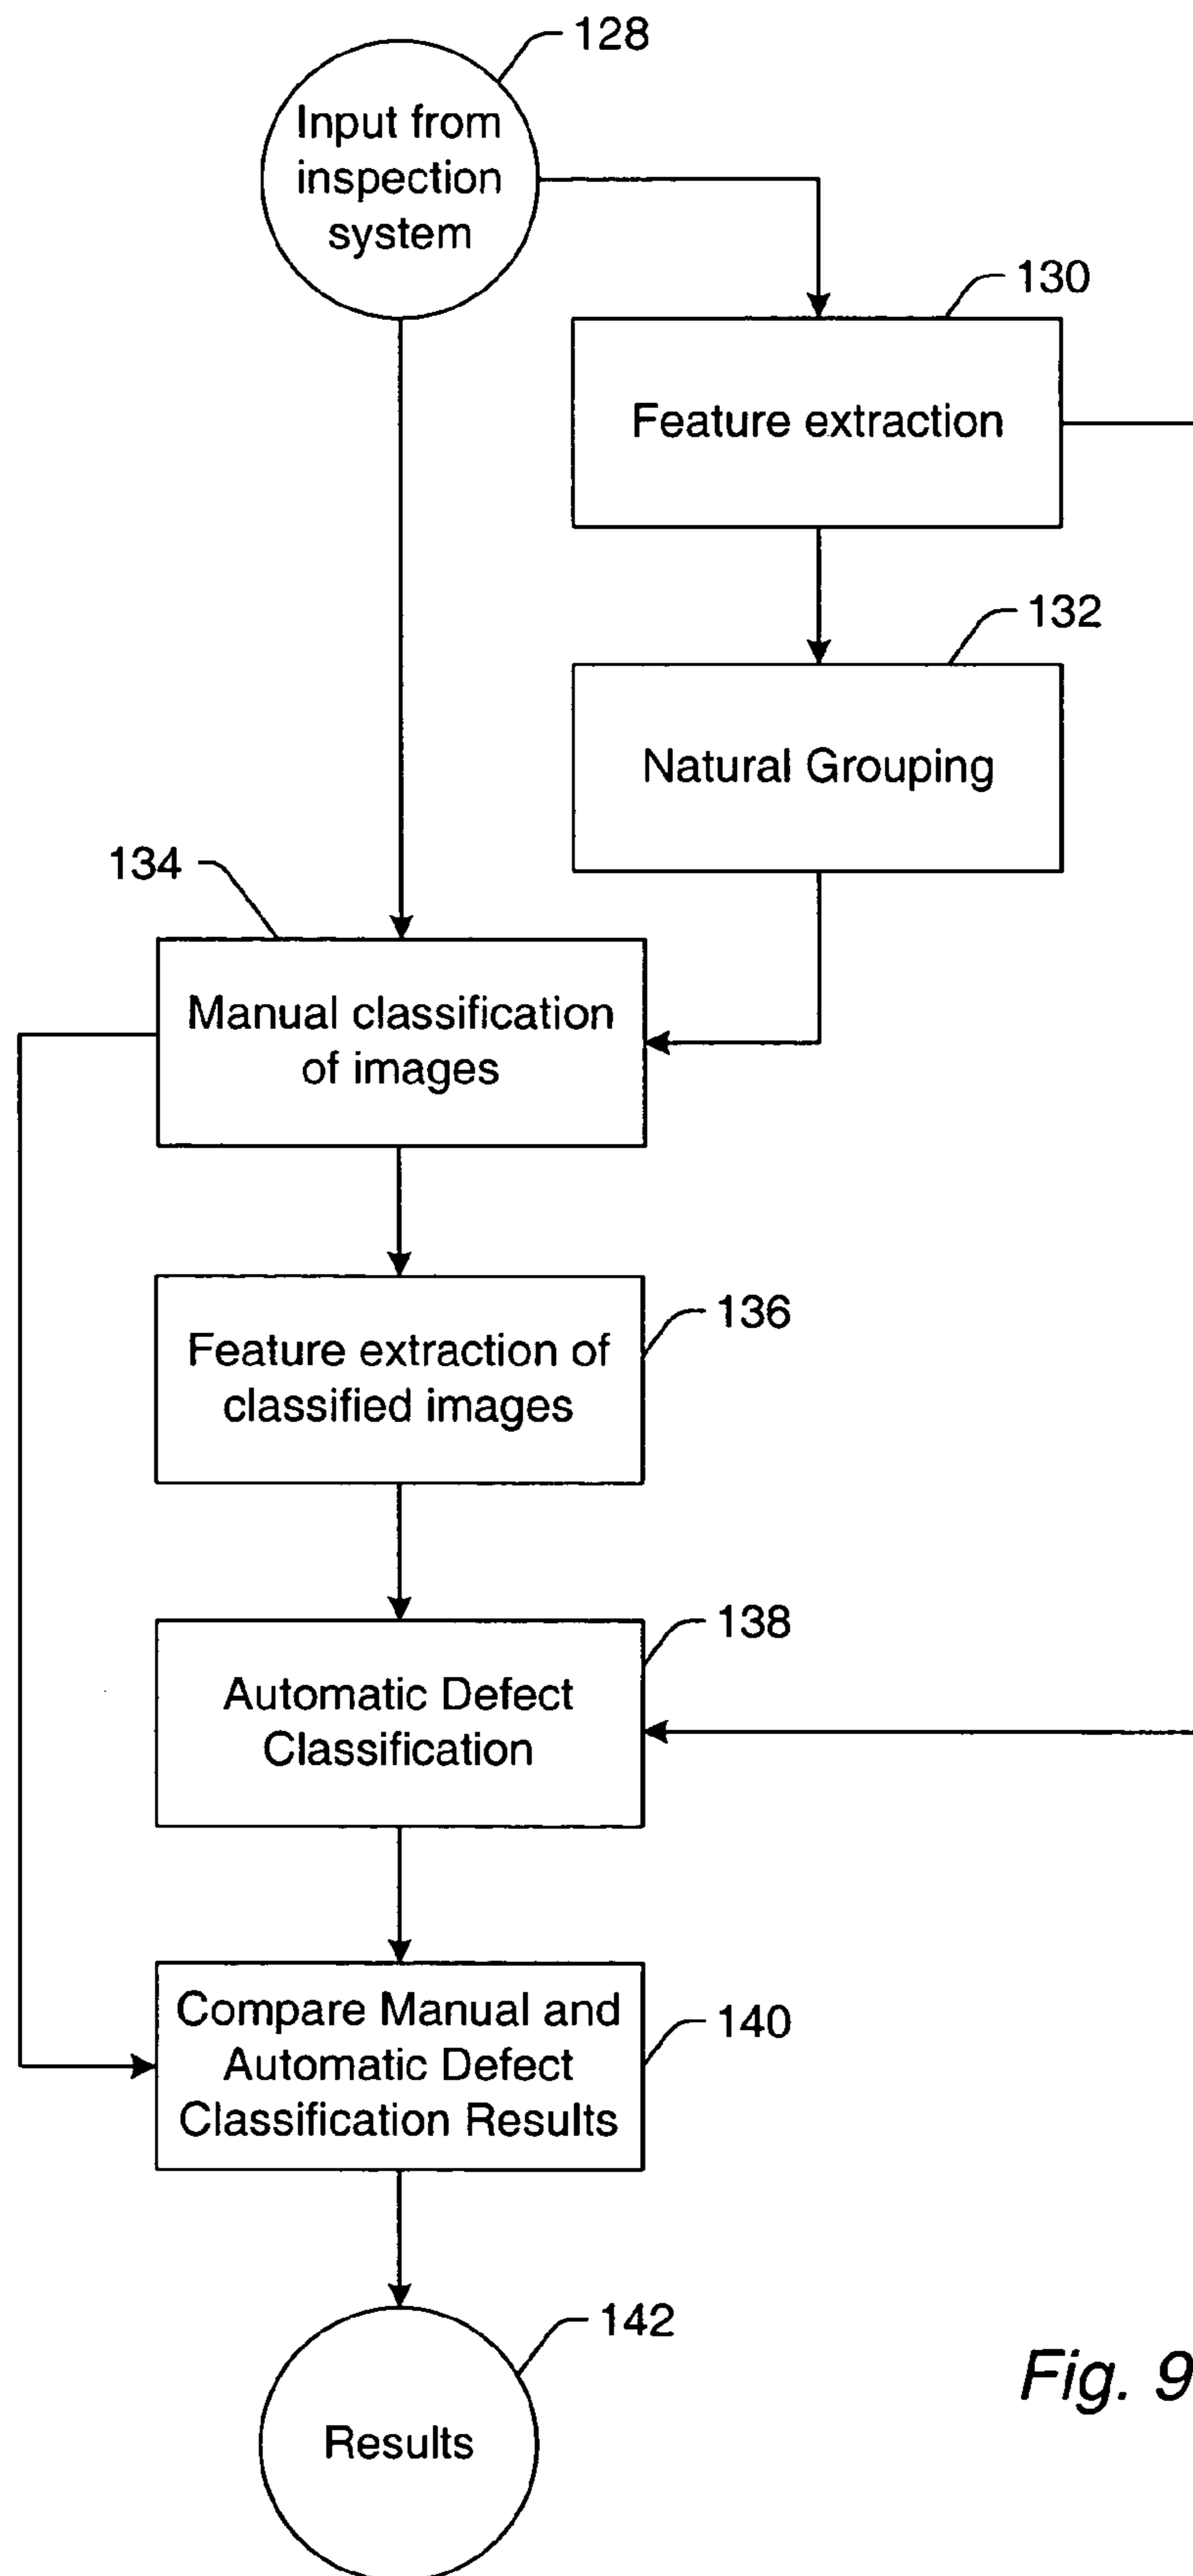 128
Input from
inspection
system
130
Feature extraction
132
Natural Grouping
134
Manual classification
of images
136
Feature extraction of
classified images
138
Automatic Defect
Classification
140
Compare Manual and
Automatic Defect
Classification Results
142
Results
Fig. 9